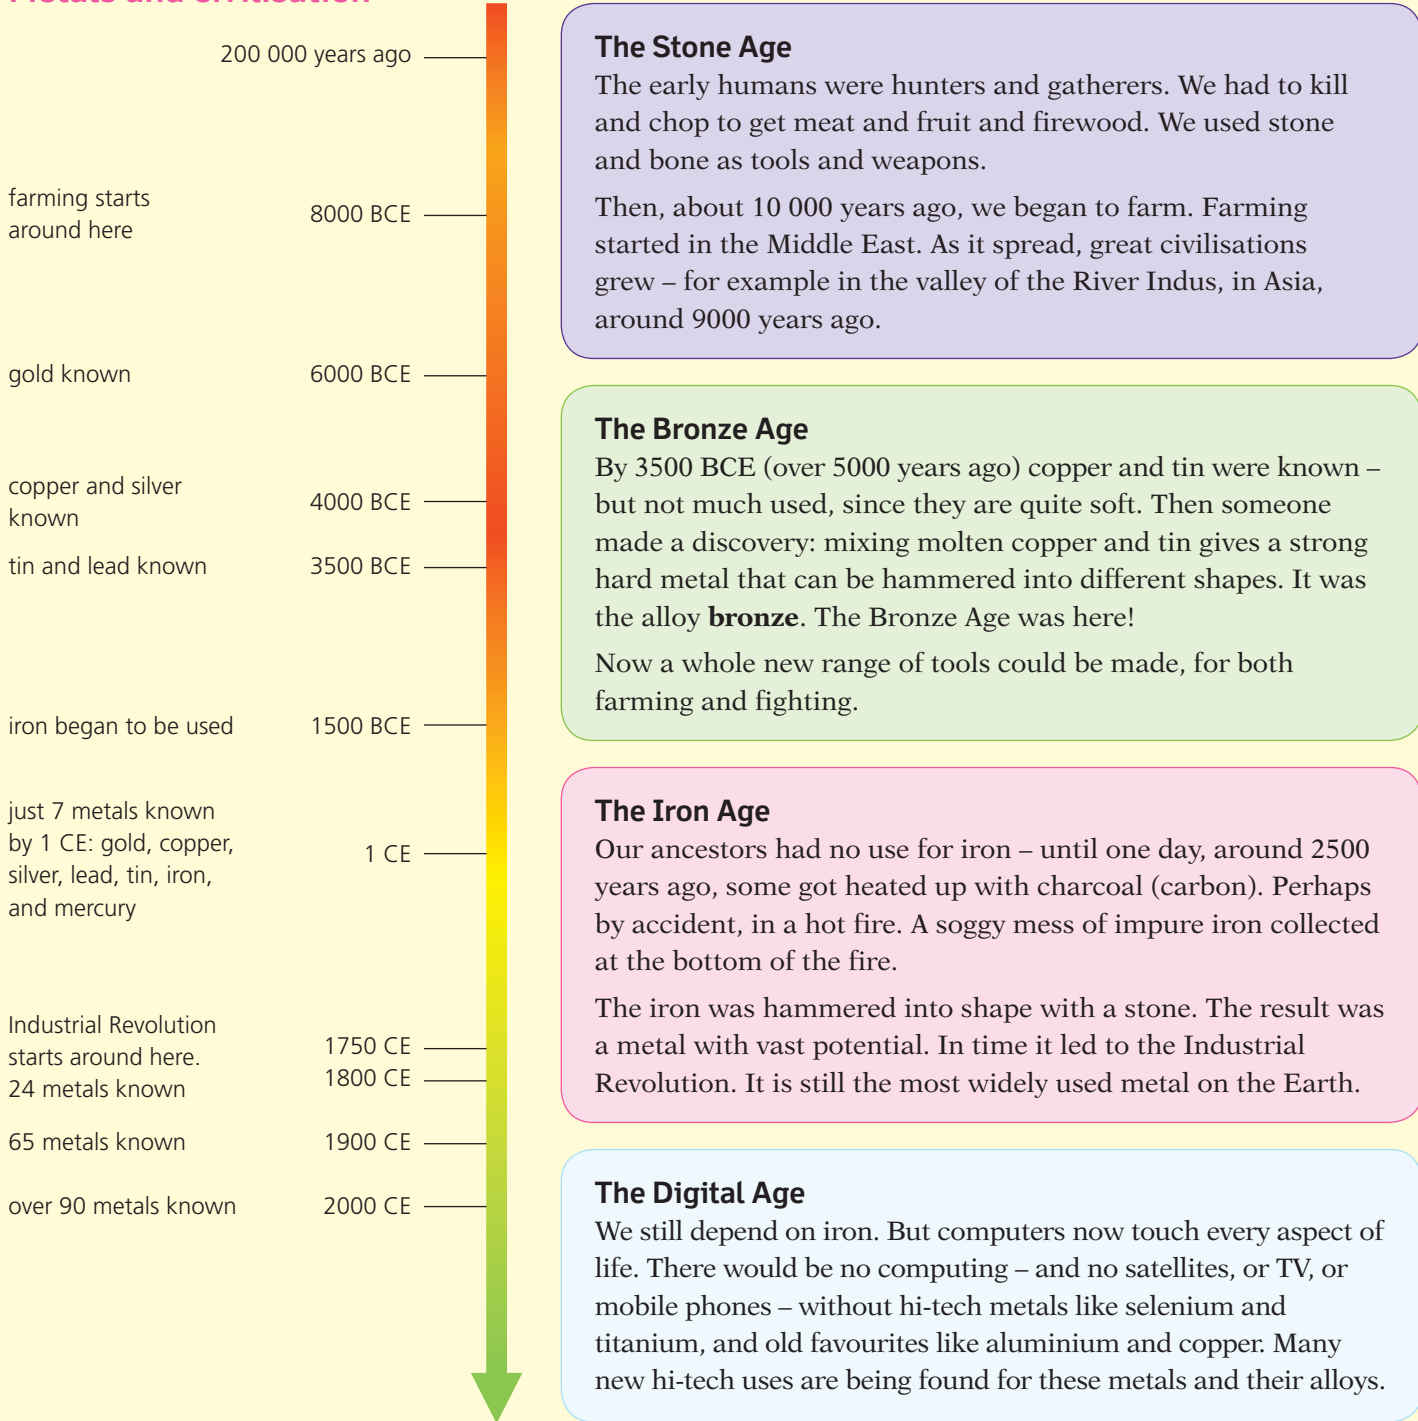 Metals and civilisation
200 000 years ago
farming starts
around here
8000 BCE
gold known
6000 BCE
copper and silver
known
4000 BCE
tin and lead known
3500 BCE
iron began to be used
1500 BCE
just 7 metals known
by 1 CE: gold, copper,
silver, lead, tin, iron,
and mercury
1 CE
Industrial Revolution
starts around here.
24 metals known
1750 CE
1800 CE
65 metals known
1900 CE
over 90 metals known
2000 CE
The Stone Age
The early humans were hunters and gatherers. We had to kill
and chop to get meat and fruit and firewood. We used stone
and bone as tools and weapons.
Then, about 10 000 years ago, we began to farm. Farming
started in the Middle East. As it spread, great civilisations
grew – for example in the valley of the River Indus, in Asia,
around 9000 years ago.
The Bronze Age
By 3500 BCE (over 5000 years ago) copper and tin were known –
but not much used, since they are quite soft. Then someone
made a discovery: mixing molten copper and tin gives a strong
hard metal that can be hammered into different shapes. It was
the alloy bronze. The Bronze Age was here!
Now a whole new range of tools could be made, for both
farming and fighting.
The Iron Age
Our ancestors had no use for iron – until one day, around 2500
years ago, some got heated up with charcoal (carbon). Perhaps
by accident, in a hot fire. A soggy mess of impure iron collected
at the bottom of the fire.
The iron was hammered into shape with a stone. The result was
a metal with vast potential. In time it led to the Industrial
Revolution. It is still the most widely used metal on the Earth.
The Digital Age
We still depend on iron. But computers now touch every aspect of
life. There would be no computing – and no satellites, or TV, or
mobile phones – without hi-tech metals like selenium and
titanium, and old favourites like aluminium and copper. Many
new hi-tech uses are being found for these metals and their alloys.